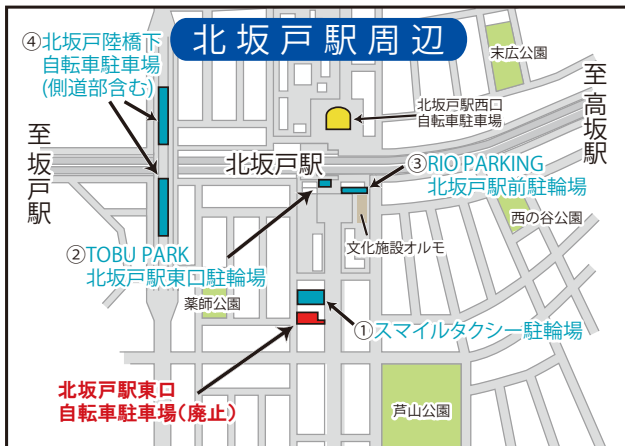 北坂戸駅周辺
④北坂戸陸橋下
自転車駐車場
(側道部含む)
末広公園
至高坂駅
北坂戸駅西口
自転車駐車場
至坂戸駅
北坂戸駅
③RIO PARKING
北坂戸駅前駐輪場
西の谷公園
文化施設オルモ
②TOBU PARK
北坂戸駅東口駐輪場
薬師公園
①スマイルタクシー駐輪場
北坂戸駅東口
自転車駐車場(廃止)
芦山公園